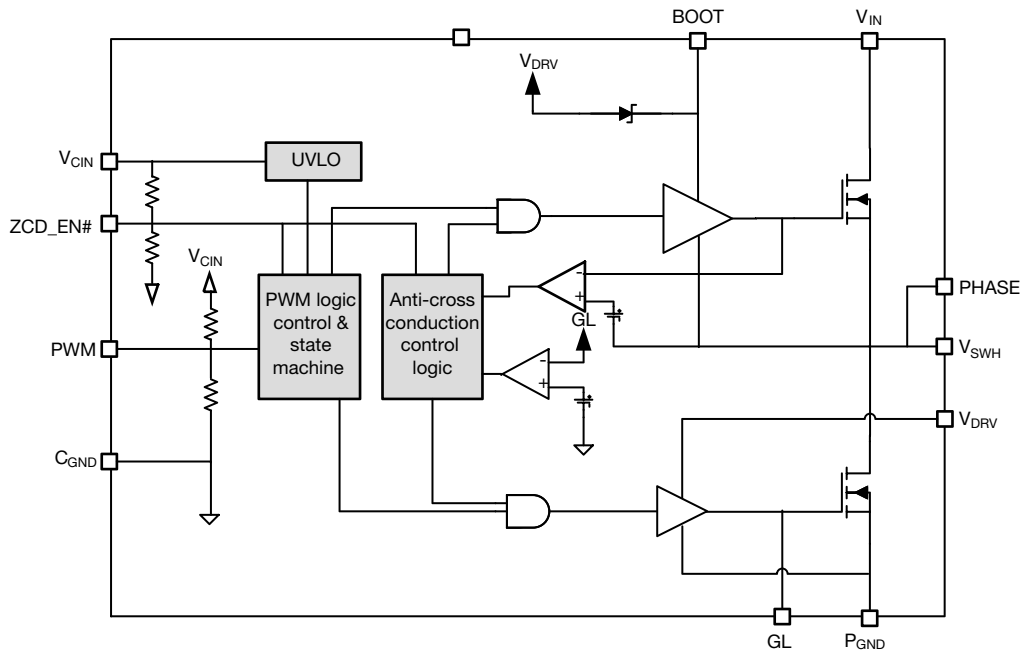 BOOT
VIN
VDRV
VCIN
UVLO
ZCD_EN#
VCIN
PWM logic
control &
state
machine
Anti-cross
conduction
control
logic
-
+
GL
-
+
PHASE
PWM
VSWH
VDRV
CGND
GL
PGND